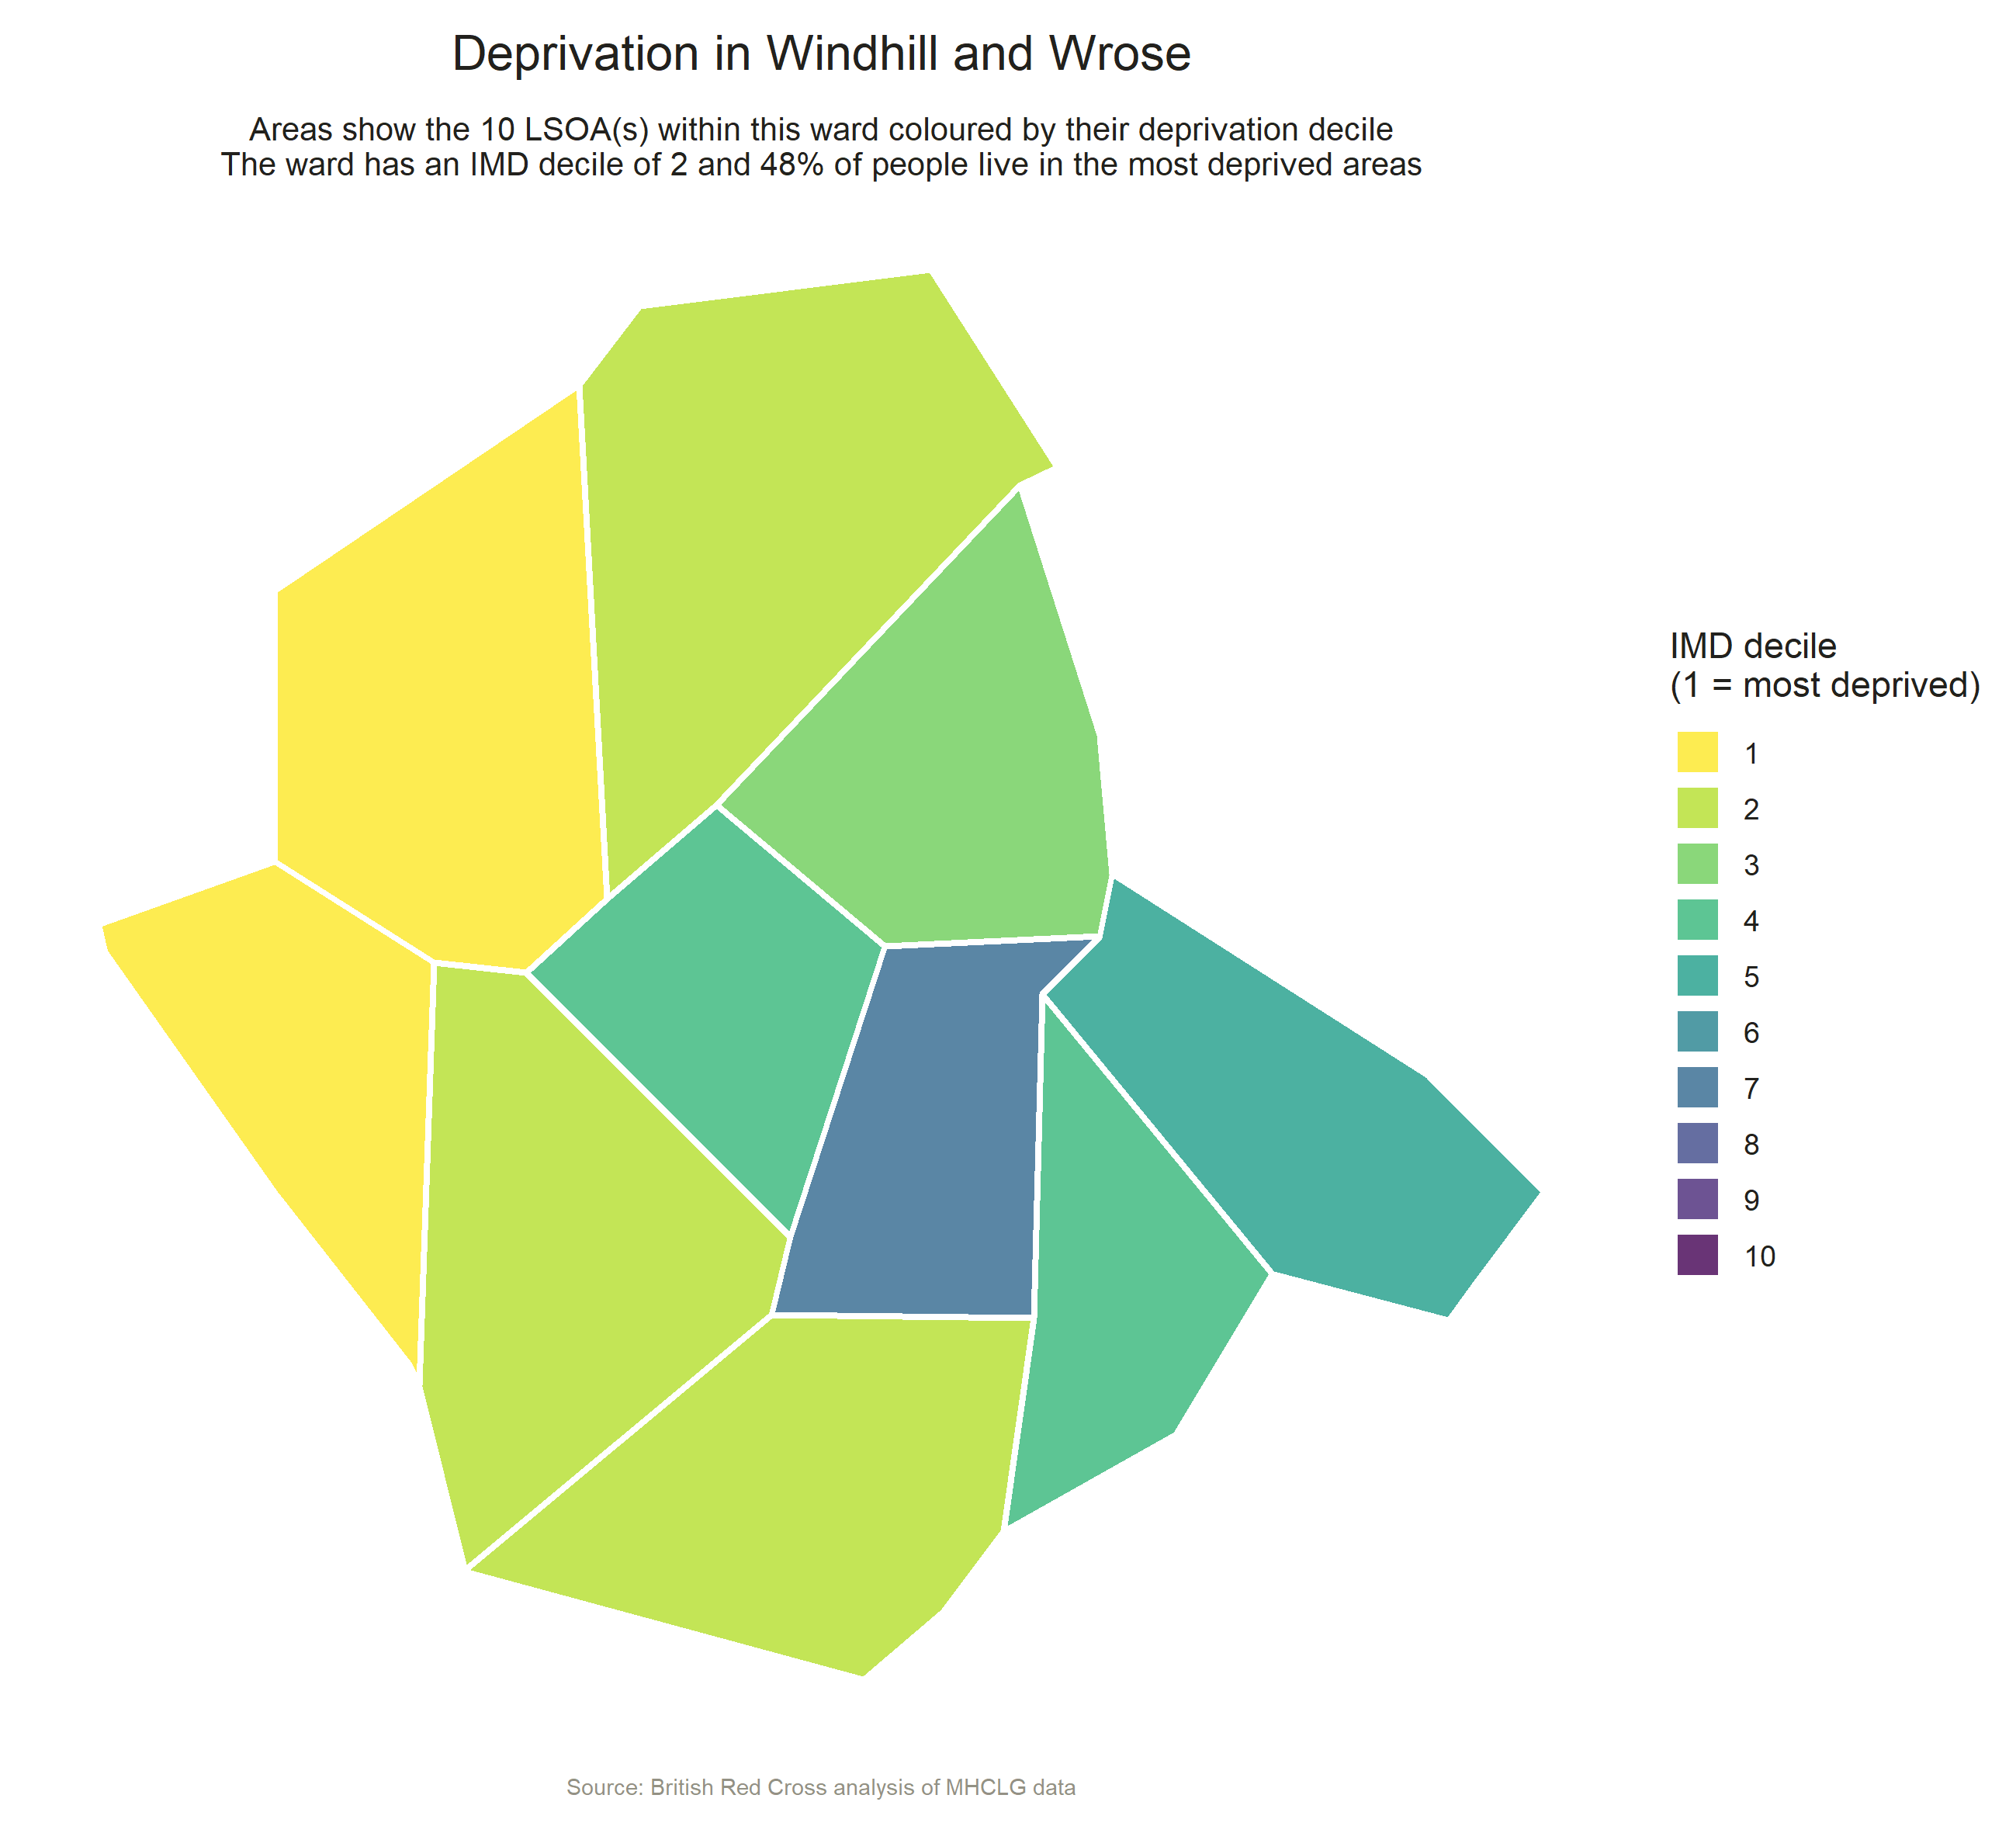 Deprivation in Windhill and Wrose
Areas show the 10 LSOA(s) within this ward coloured by their deprivation decile
The ward has an IMD decile of 2 and 48% of people live in the most deprived areas
IMD decile
(1 = most deprived)
1
2
3
4
5
6
7
8
9
10
Source: British Red Cross analysis of MHCLG data